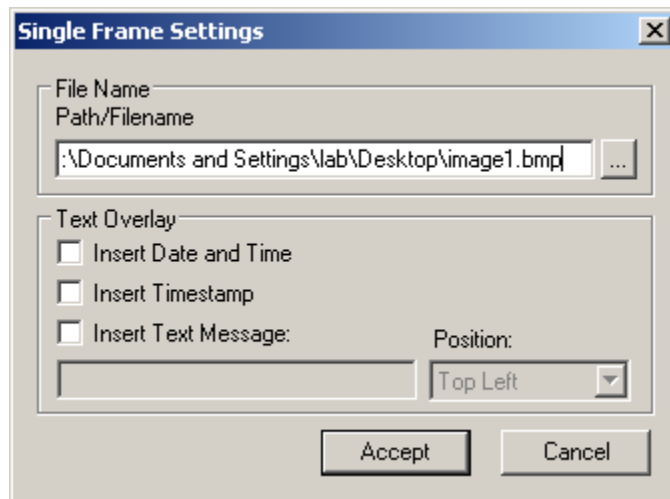 Single Frame Settings
File Name
Path/Filename
:\Documents and Settings\lab\Desktop\image1.bmp
...
Text Overlay
Insert Date and Time
Insert Timestamp
Insert Text Message:
Position:
Top Left
Accept
Cancel